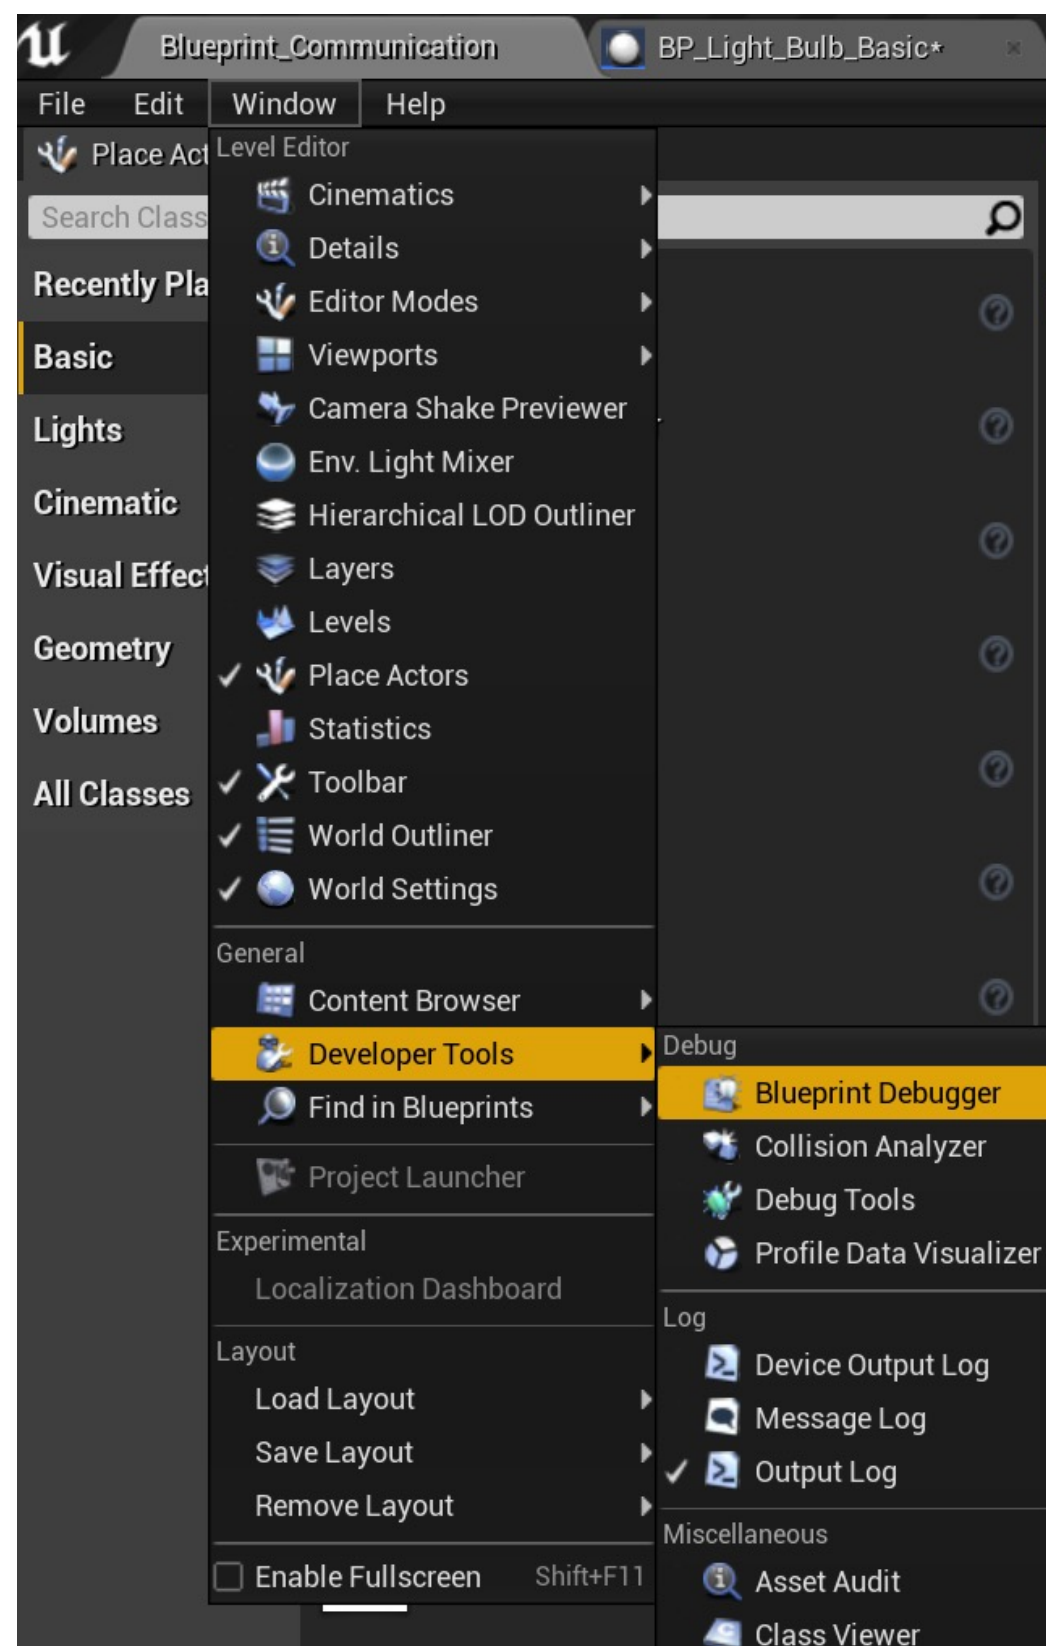 Blueprint_Communication
BP_Light_Bulb_Basic*
File Edit Window Help
Place Act
Level Editor
Search Class
Cinematics
Details
Recently Pla
Editor Modes
Basic
Viewports
Camera Shake Previewer
Lights
Env. Light Mixer
Cinematic
Hierarchical LOD Outliner
Visual Effect
Layers
Levels
Geometry
Place Actors
Volumes
Statistics
All Classes
Toolbar
World Outliner
World Settings
General
Content Browser
Developer Tools
Find in Blueprints
Project Launcher
Experimental
Localization Dashboard
Layout
Load Layout
Save Layout
Remove Layout
Enable Fullscreen Shift+F11
Debug
Blueprint Debugger
Collision Analyzer
Debug Tools
Profile Data Visualizer
Log
Device Output Log
Message Log
Output Log
Miscellaneous
Asset Audit
Class Viewer